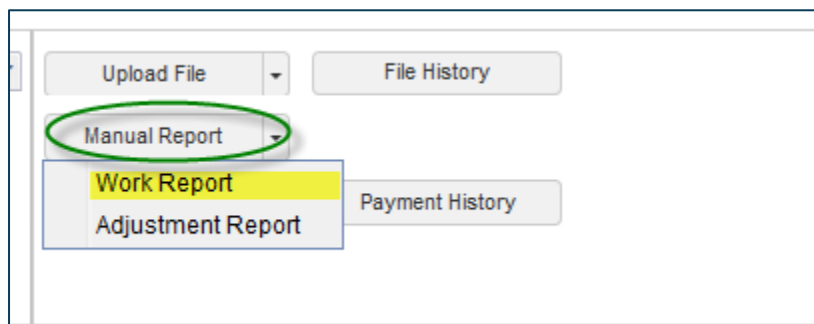 Upload File File History
Manual Report
Work Report
Adjustment Report Payment History